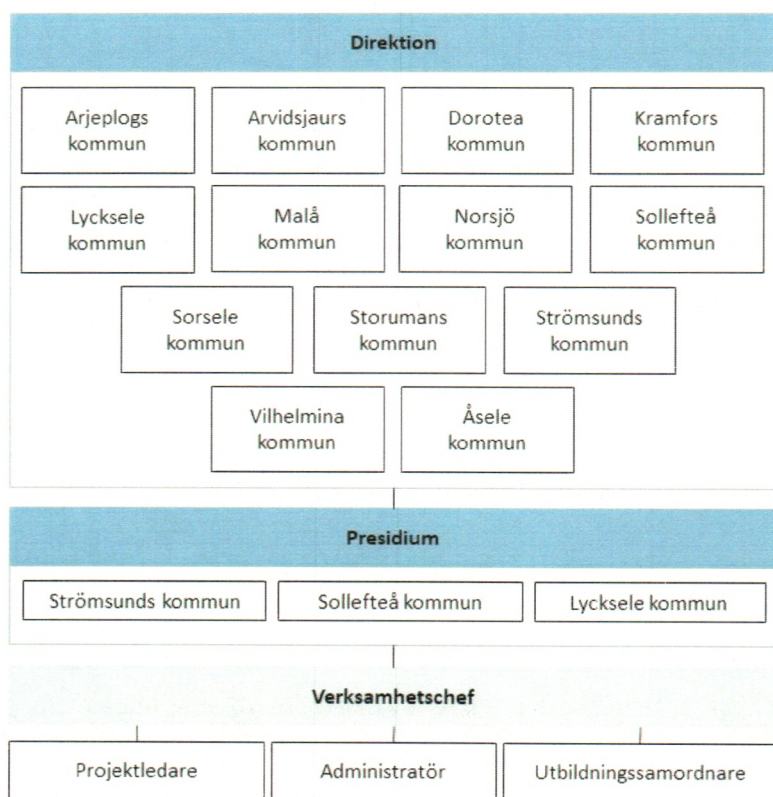 Direktion
Arjeplogs
kommun
Arvidsjaurs
kommun
Dorotea
kommun
Kramfors
kommun
Lycksele
kommun
Malå
kommun
Norsjö
kommun
Sollefteå
kommun
Sorsele
kommun
Storumans
kommun
Strömsunds
kommun
Vilhelmina
kommun
Åsele
kommun
Presidium
Strömsunds kommun
Sollefteå kommun
Lycksele kommun
Verksamhetschef
Projektledare
Administratör
Utbildningssamordnare